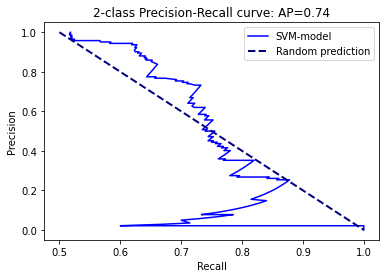 2-class Precision-Recall curve: AP=0.74
SVM-model
Random prediction
Precision
1.0
0.8
0.6
0.4
0.2
0.0
0.5 0.6 0.7 0.8 0.9 1.0
Recall